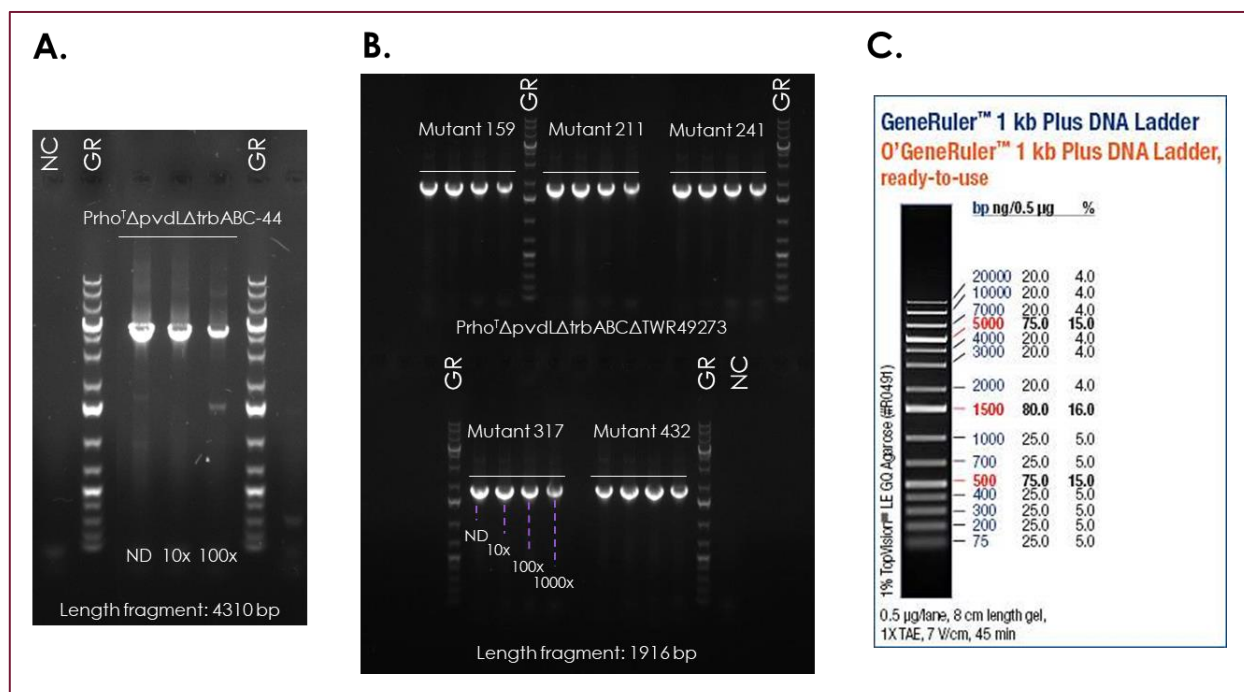 A.
NC
GR
GR
PrhoᵀΔpvdLΔtrbABC-44
ND 10x 100x
Length fragment: 4310 bp
B.
GR
GR
Mutant 159
Mutant 211
Mutant 241
PrhoᵀΔpvdLΔtrbABCΔTWR49273
GR
GR
NC
Mutant 317
Mutant 432
ND
10x
100x
1000x
Length fragment: 1916 bp
C.
GeneRuler™ 1 kb Plus DNA Ladder
O'GeneRuler™ 1 kb Plus DNA Ladder,
ready-to-use
bp ng/0.5 µg %
20000 20.0 4.0
10000 20.0 4.0
7000 20.0 4.0
5000 75.0 15.0
4000 20.0 4.0
3000 20.0 4.0
2000 20.0 4.0
1500 80.0 16.0
1000 25.0 5.0
700 25.0 5.0
500 75.0 15.0
400 25.0 5.0
300 25.0 5.0
200 25.0 5.0
75 25.0 5.0
1% TopVision™ LE GQ Agarose (#R0491)
0.5 µg/lane, 8 cm length gel,
1X TAE, 7 V/cm, 45 min